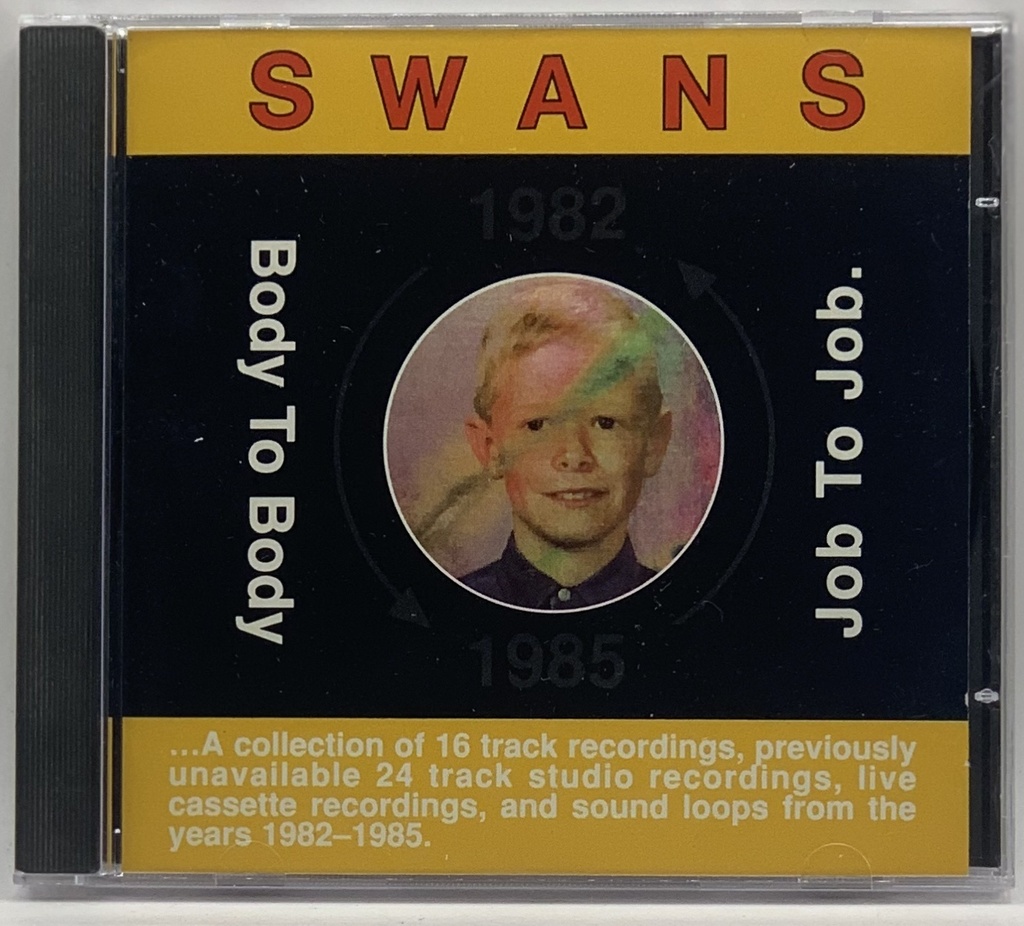 SWANS
1982
Body To Body
Job To Job.
1985
...A collection of 16 track recordings, previously
unavailable 24 track studio recordings, live
cassette recordings, and sound loops from the
years 1982–1985.